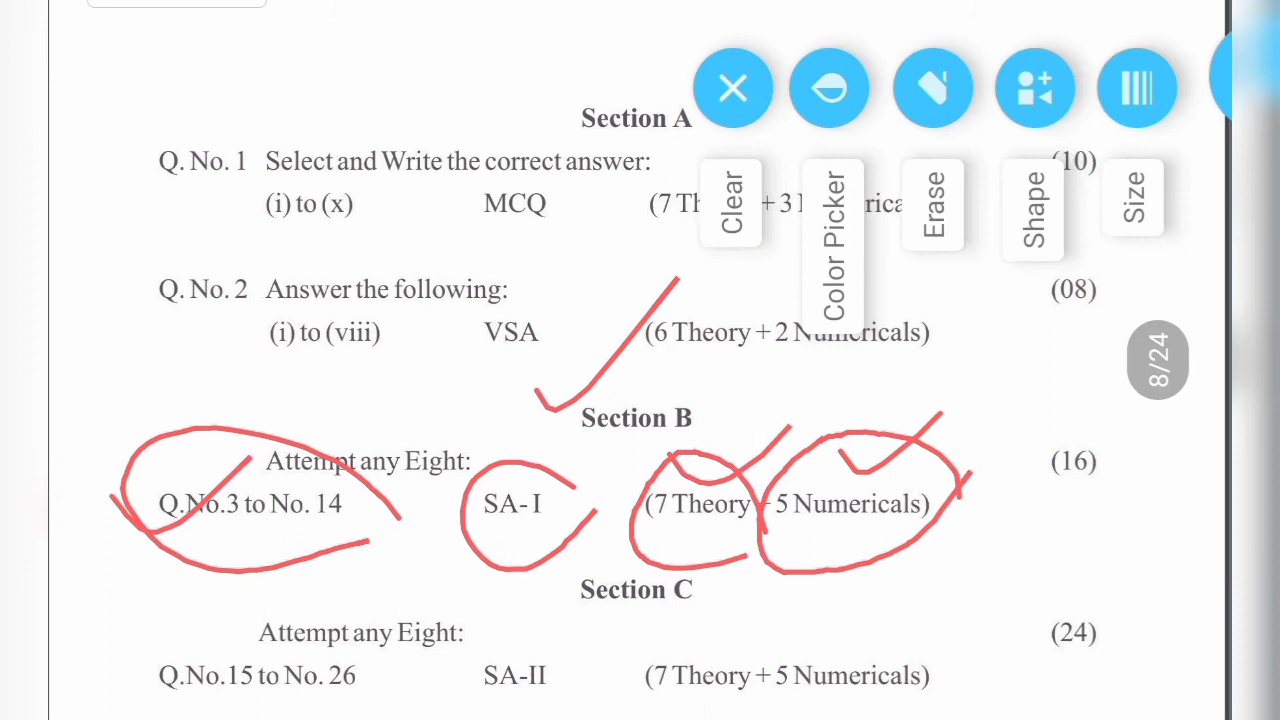 Section A
Q. No. 1 Select and Write the correct answer: (10)
(i) to (x) MCQ (7 + 3
Q. No. 2 Answer the following: (08)
(i) to (viii) VSA (6 Theory + 2 Numericals)
Section B
Attempt any Eight: (16)
Q.No.3 to No. 14 SA-I (7 Theory + 5 Numericals)
Section C
Attempt any Eight: (24)
Q.No.15 to No. 26 SA-II (7 Theory + 5 Numericals)
Clear
Color Picker
Erase
Shape
Size
8/24